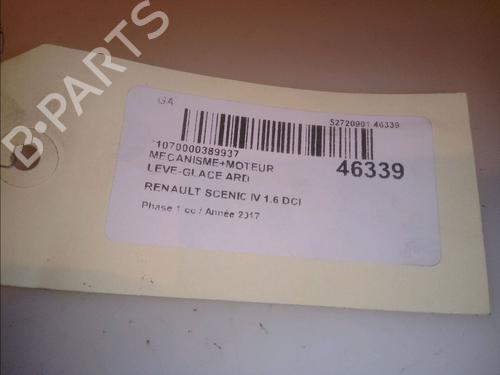 GA
52720901 46339
*1070000389937
MECANISME+MOTEUR
46339
LEVE-GLACE ARD
RENAULT SCENIC IV 1.6 DCI
Phase 1 cc / Année 2017
D-PARTS